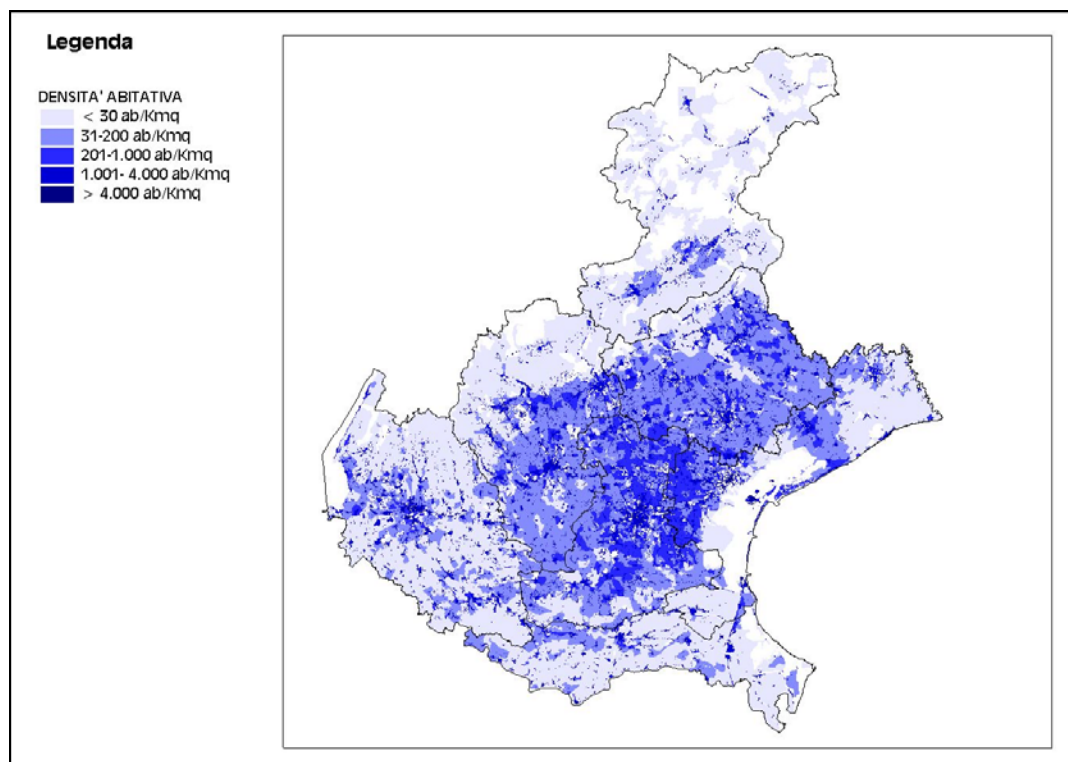 Legenda
DENSITA' ABITATIVA
< 30 ab/Kmq
31-200 ab/Kmq
201-1.000 ab/Kmq
1.001- 4.000 ab/Kmq
> 4.000 ab/Kmq